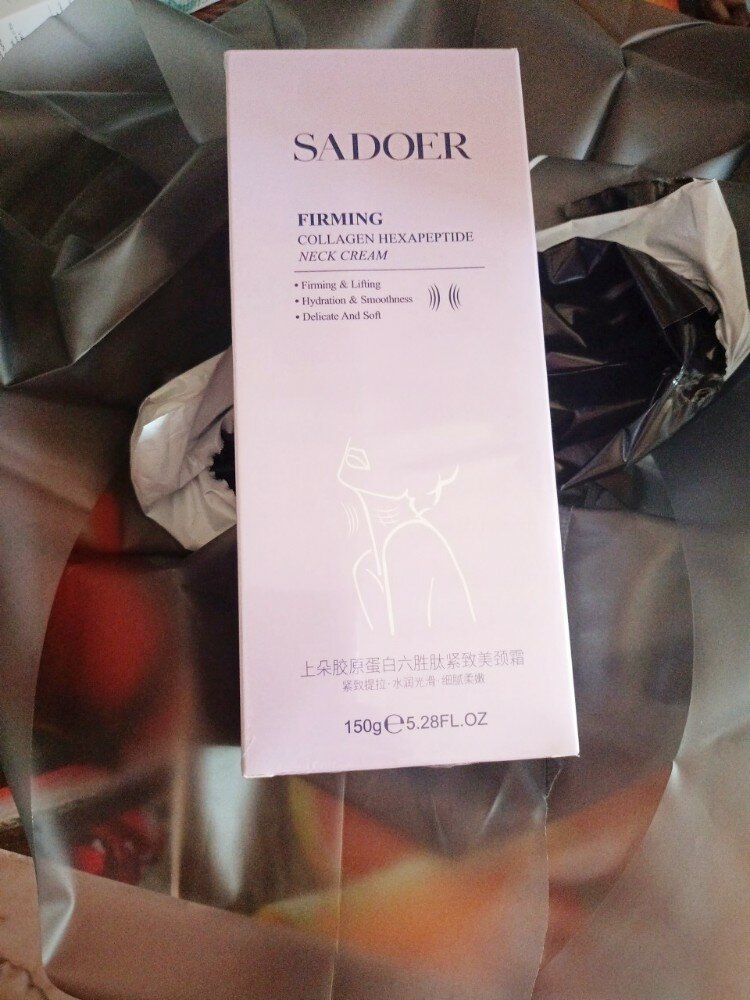 SADOER
FIRMING
COLLAGEN HEXAPEPTIDE
NECK CREAM
• Firming & Lifting
• Hydration & Smoothness
• Delicate And Soft
上朵胶原蛋白六胜肽紧致美颈霜
紧致提拉·水润光滑·细腻柔嫩
150g℮5.28FL.OZ